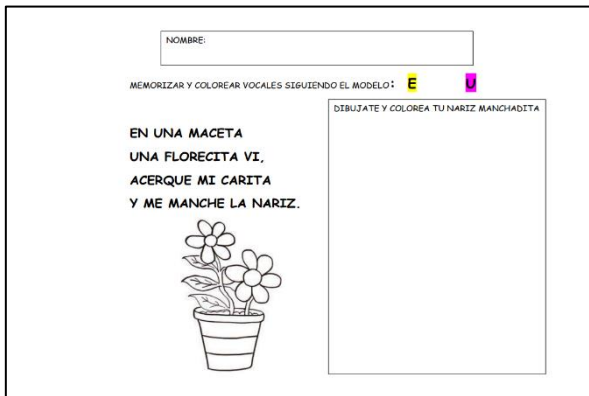 NOMBRE:
MEMORIZAR Y COLOREAR VOCALES SIGUIENDO EL MODELO: E U
DIBUJATE Y COLOREA TU NARIZ MANCHADITA
EN UNA MACETA
UNA FLORECITA VI,
ACERQUE MI CARITA
Y ME MANCHE LA NARIZ.